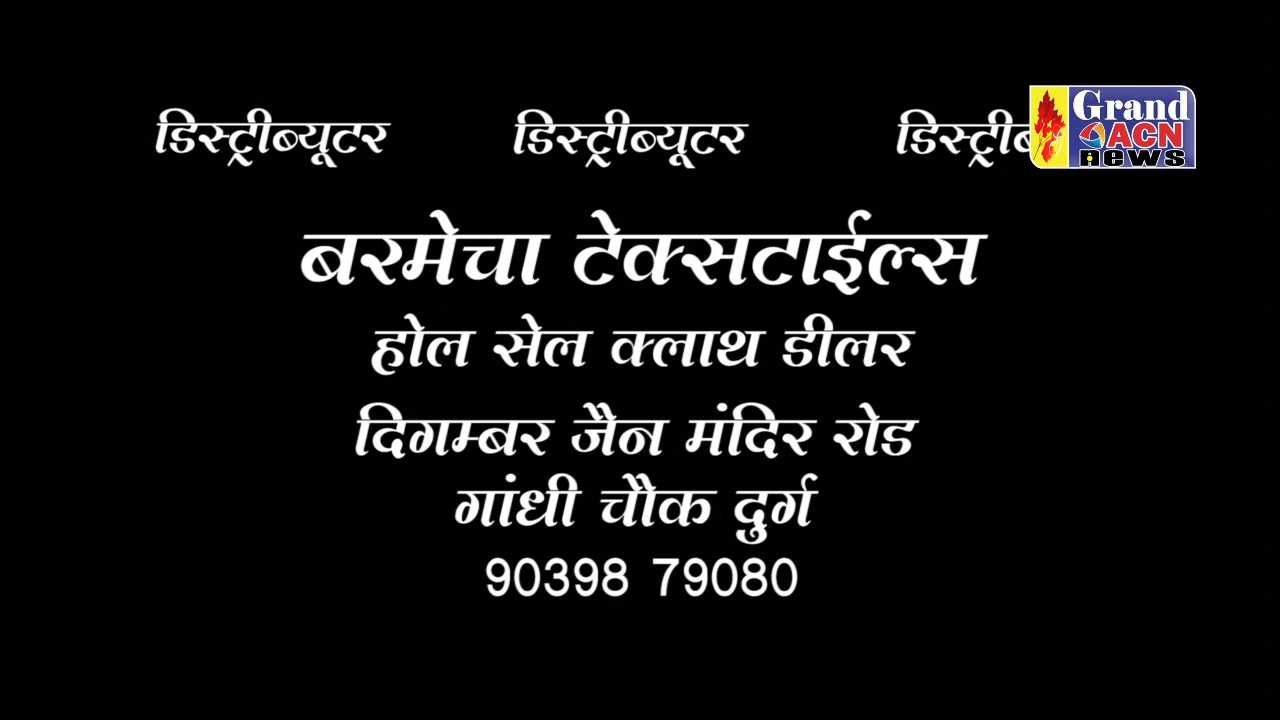 डिस्ट्रीब्यूटर डिस्ट्रीब्यूटर
Grand
ACN
news
बरमेचा टेक्सटाईल्स
होल सेल क्लाथ डीलर
दिगम्बर जैन मंदिर रोड
गांधी चौक दुर्ग
90398 79080